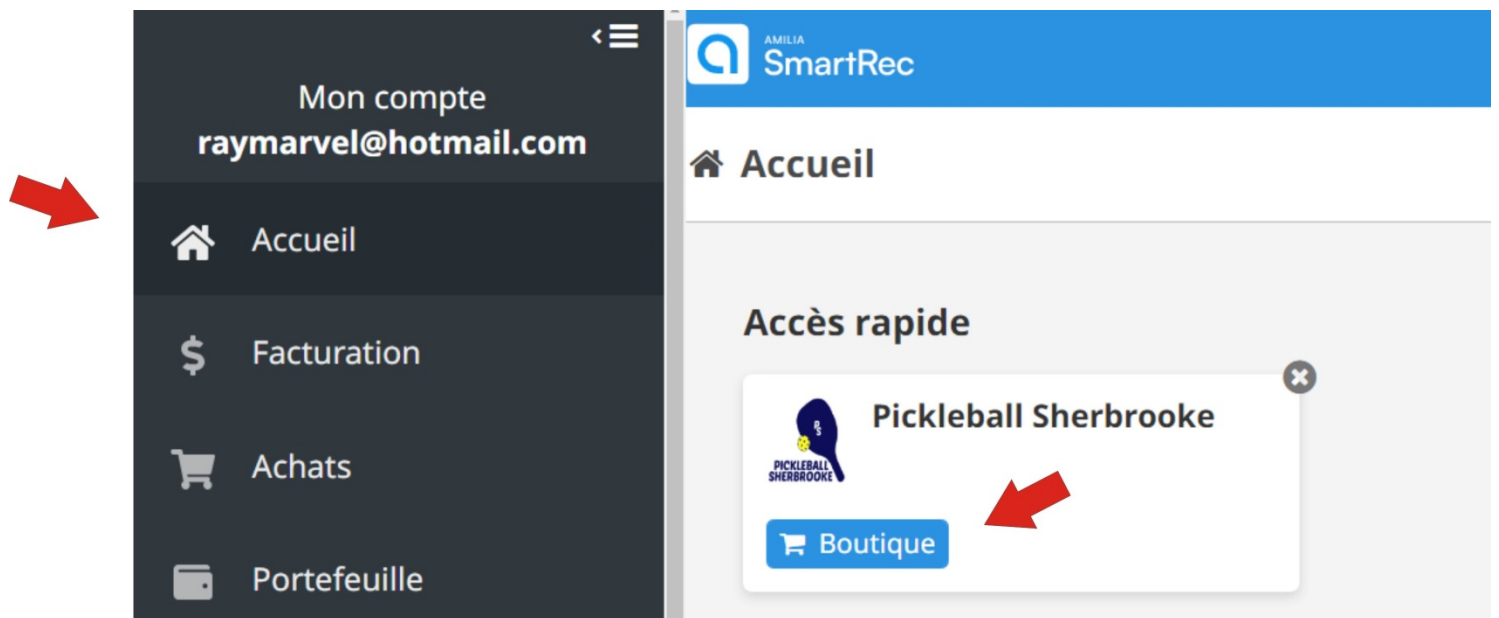 Mon compte
raymarvel@hotmail.com
Accueil
Facturation
Achats
Portefeuille
AMILIA
SmartRec
Accueil
Accès rapide
Pickleball Sherbrooke
PS
PICKLEBALL
SHERBROOKE
Boutique